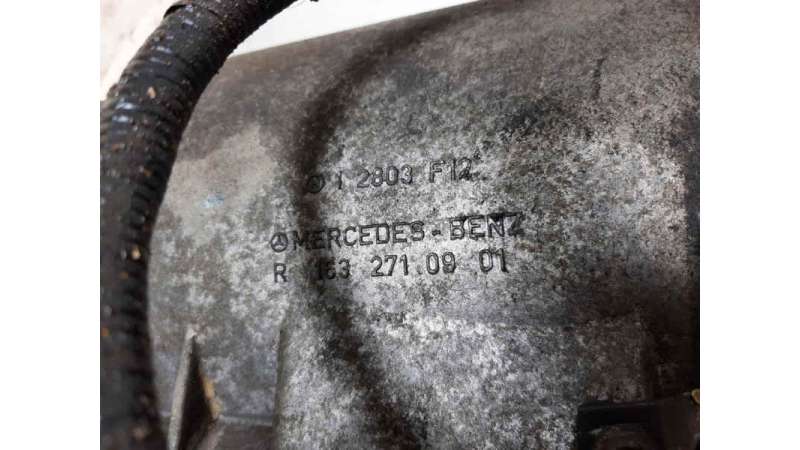 1 2803 F12
MERCEDES-BENZ
R 163 271 09 01